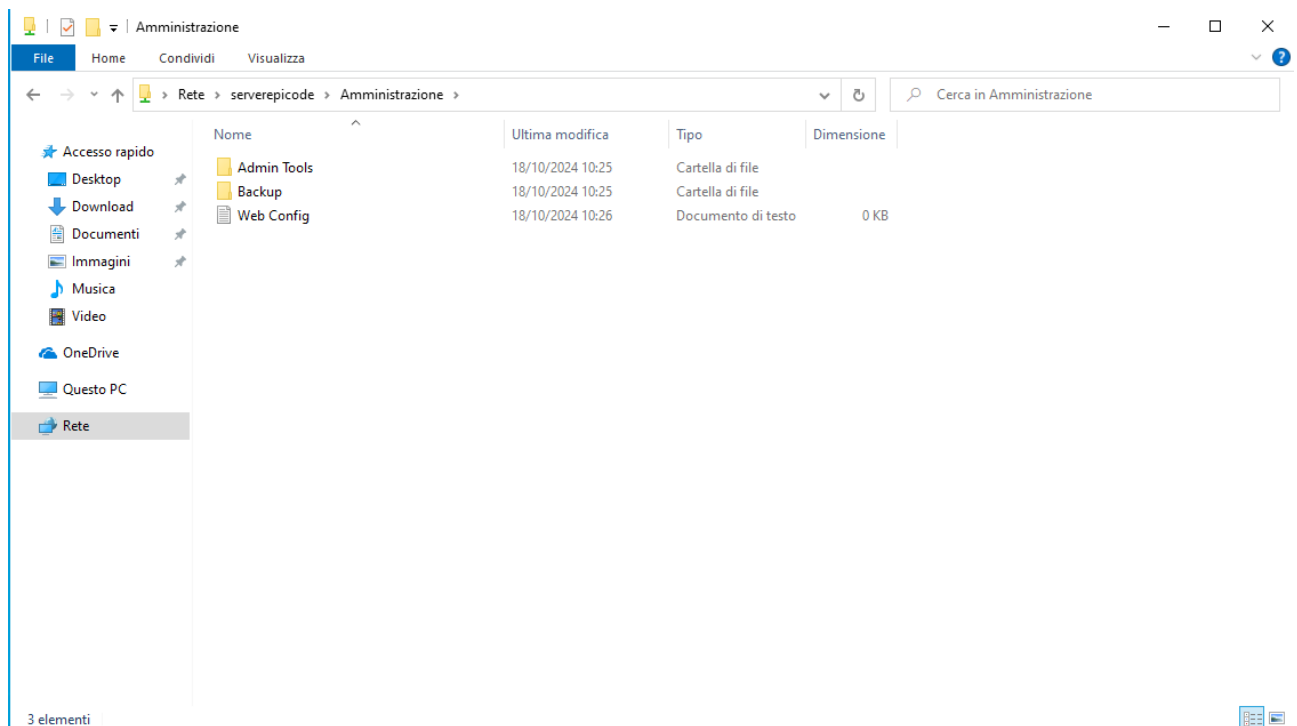 Amministrazione
File Home Condividi Visualizza
Rete serverepicode Amministrazione
Cerca in Amministrazione
Accesso rapido
Desktop
Download
Documenti
Immagini
Musica
Video
OneDrive
Questo PC
Rete
Nome Ultima modifica Tipo Dimensione
Admin Tools 18/10/2024 10:25 Cartella di file
Backup 18/10/2024 10:25 Cartella di file
Web Config 18/10/2024 10:26 Documento di testo 0 KB
3 elementi